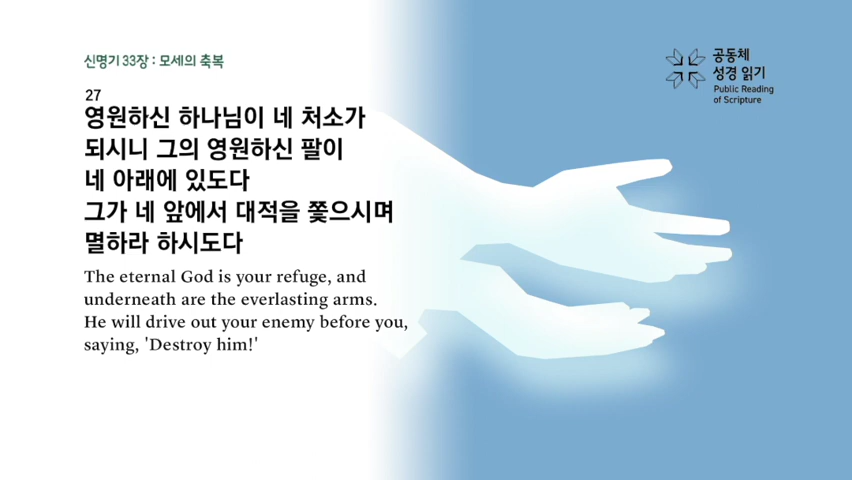 신명기 33장 : 모세의 축복
공동체
성경 읽기
Public Reading
of Scripture
27
영원하신 하나님이 네 처소가
되시니 그의 영원하신 팔이
네 아래에 있도다
그가 네 앞에서 대적을 쫓으시며
멸하라 하시도다
The eternal God is your refuge, and
underneath are the everlasting arms.
He will drive out your enemy before you,
saying, 'Destroy him!'